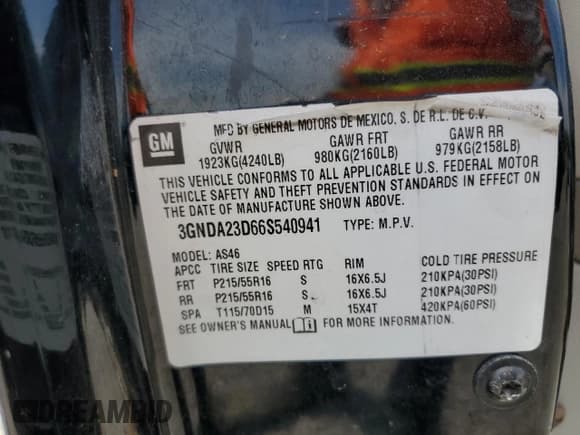 GM
MFD BY GENERAL MOTORS DE MEXICO, S. DE R.L. DE C.V.
GVWR GAWR FRT GAWR RR
1923KG(4240LB) 980KG(2160LB) 979KG(2158LB)
THIS VEHICLE CONFORMS TO ALL APPLICABLE U.S. FEDERAL MOTOR
VEHICLE SAFETY AND THEFT PREVENTION STANDARDS IN EFFECT ON
THE DATE OF MANUFACTURE SHOWN ABOVE.
3GNDA23D66S540941 TYPE: M.P.V.
MODEL: AS46
APCC TIRE SIZE SPEED RTG RIM COLD TIRE PRESSURE
FRT P215/55R16 S 16X6.5J 210KPA(30PSI)
RR P215/55R16 S 16X6.5J 210KPA(30PSI)
SPA T115/70D15 M 15X4T 420KPA(60PSI)
SEE OWNER'S MANUAL FOR MORE INFORMATION.
DREAMBID